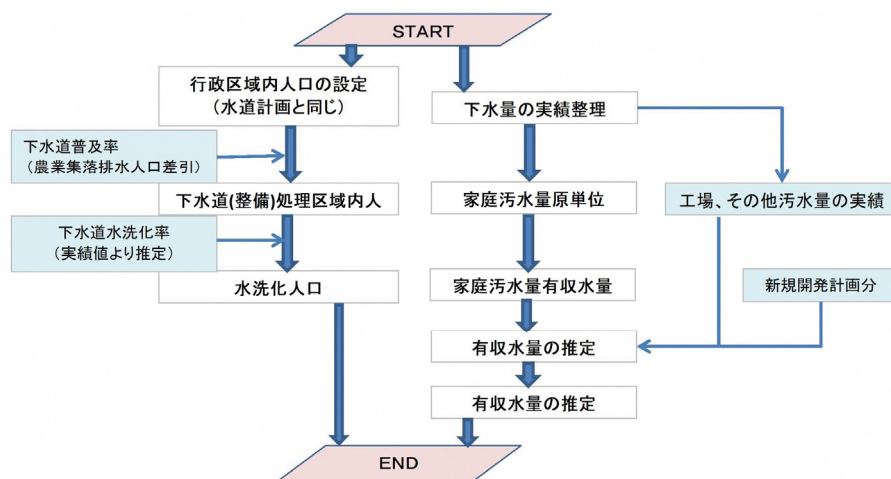 START
行政区域内人口の設定
（水道計画と同じ）
下水量の実績整理
下水道普及率
（農業集落排水人口差引）
下水道(整備)処理区域内人
家庭汚水量原単位
工場、その他汚水量の実績
下水道水洗化率
（実績値より推定）
水洗化人口
家庭汚水量有収水量
新規開発計画分
有収水量の推定
有収水量の推定
END